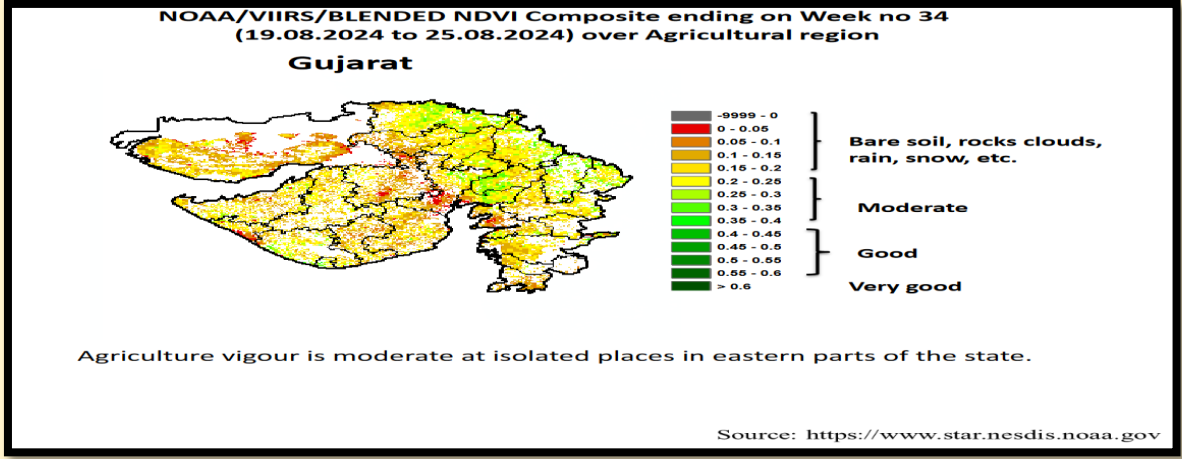 NOAA/VIIRS/BLENDED NDVI Composite ending on Week no 34
(19.08.2024 to 25.08.2024) over Agricultural region
Gujarat
-9999 - 0
0 - 0.05
0.05 - 0.1
0.1 - 0.15
0.15 - 0.2
0.2 - 0.25
0.25 - 0.3
0.3 - 0.35
0.35 - 0.4
0.4 - 0.45
0.45 - 0.5
0.5 - 0.55
0.55 - 0.6
> 0.6
Bare soil, rocks clouds,
rain, snow, etc.
Moderate
Good
Very good
Agriculture vigour is moderate at isolated places in eastern parts of the state.
Source: https://www.star.nesdis.noaa.gov